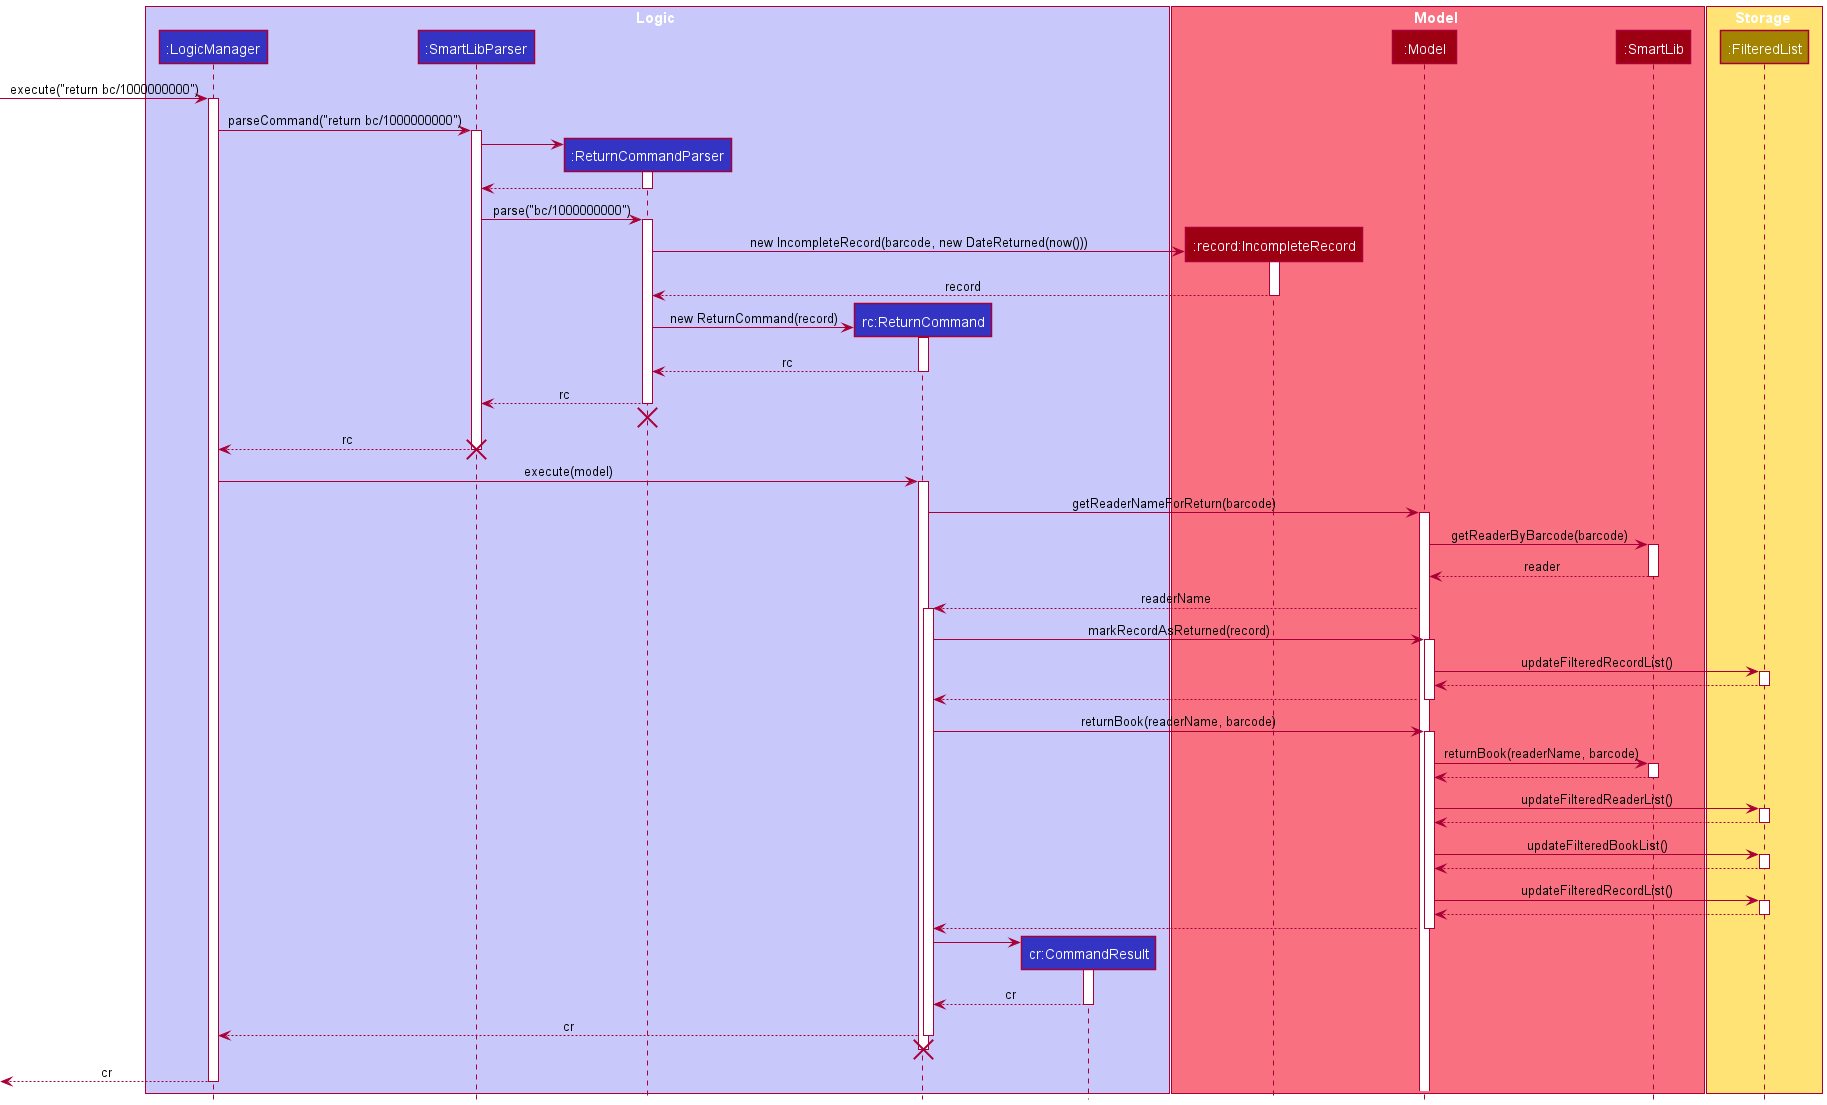 Logic
Model
Storage
:LogicManager
:SmartLibParser
:Model
:SmartLib
:FilteredList
execute("return bc/1000000000")
parseCommand("return bc/1000000000")
:ReturnCommandParser
parse("bc/1000000000")
new IncompleteRecord(barcode, new DateReturned(now()))
:record:IncompleteRecord
record
new ReturnCommand(record)
rc:ReturnCommand
rc
rc
rc
execute(model)
getReaderNameForReturn(barcode)
getReaderByBarcode(barcode)
reader
readerName
markRecordAsReturned(record)
updateFilteredRecordList()
returnBook(readerName, barcode)
returnBook(readerName, barcode)
updateFilteredReaderList()
updateFilteredBookList()
updateFilteredRecordList()
cr:CommandResult
cr
cr
cr